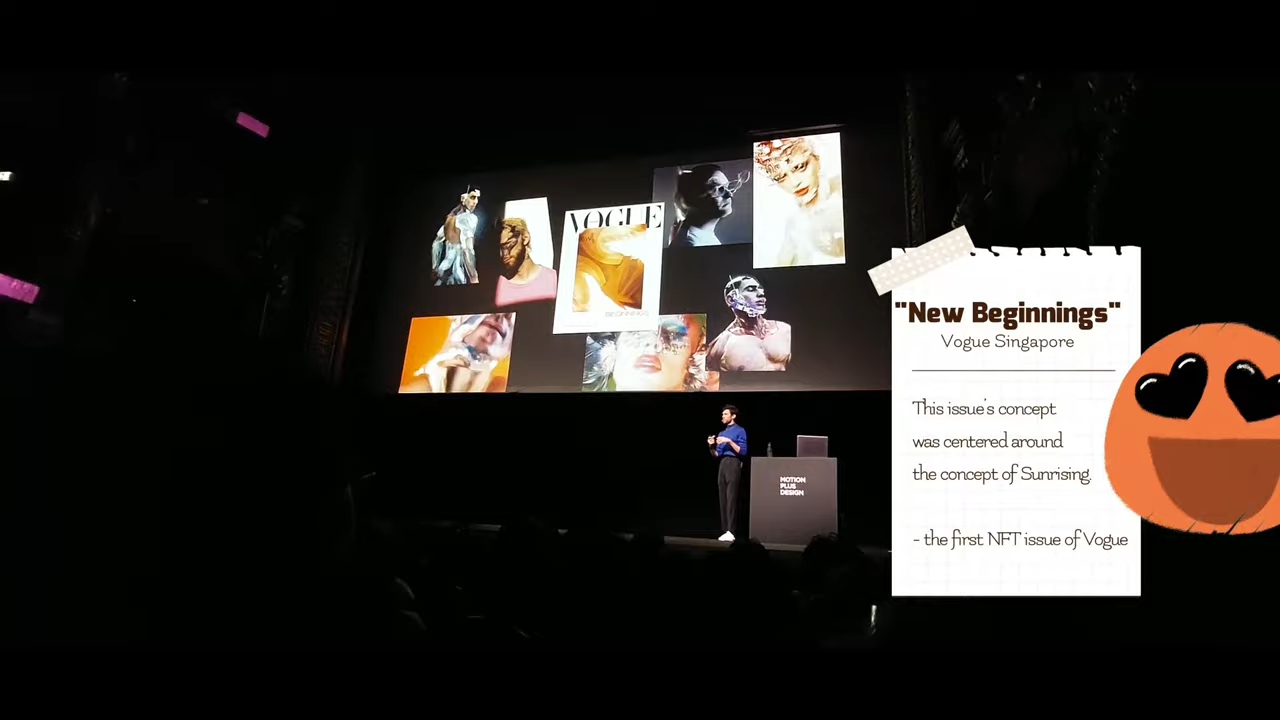 VOGUE
BEGINNINGS
MOTION
PLUS
DESIGN
"New Beginnings"
Vogue Singapore
This issue's concept
was centered around
the concept of Sunrising.
- the first NFT issue of Vogue